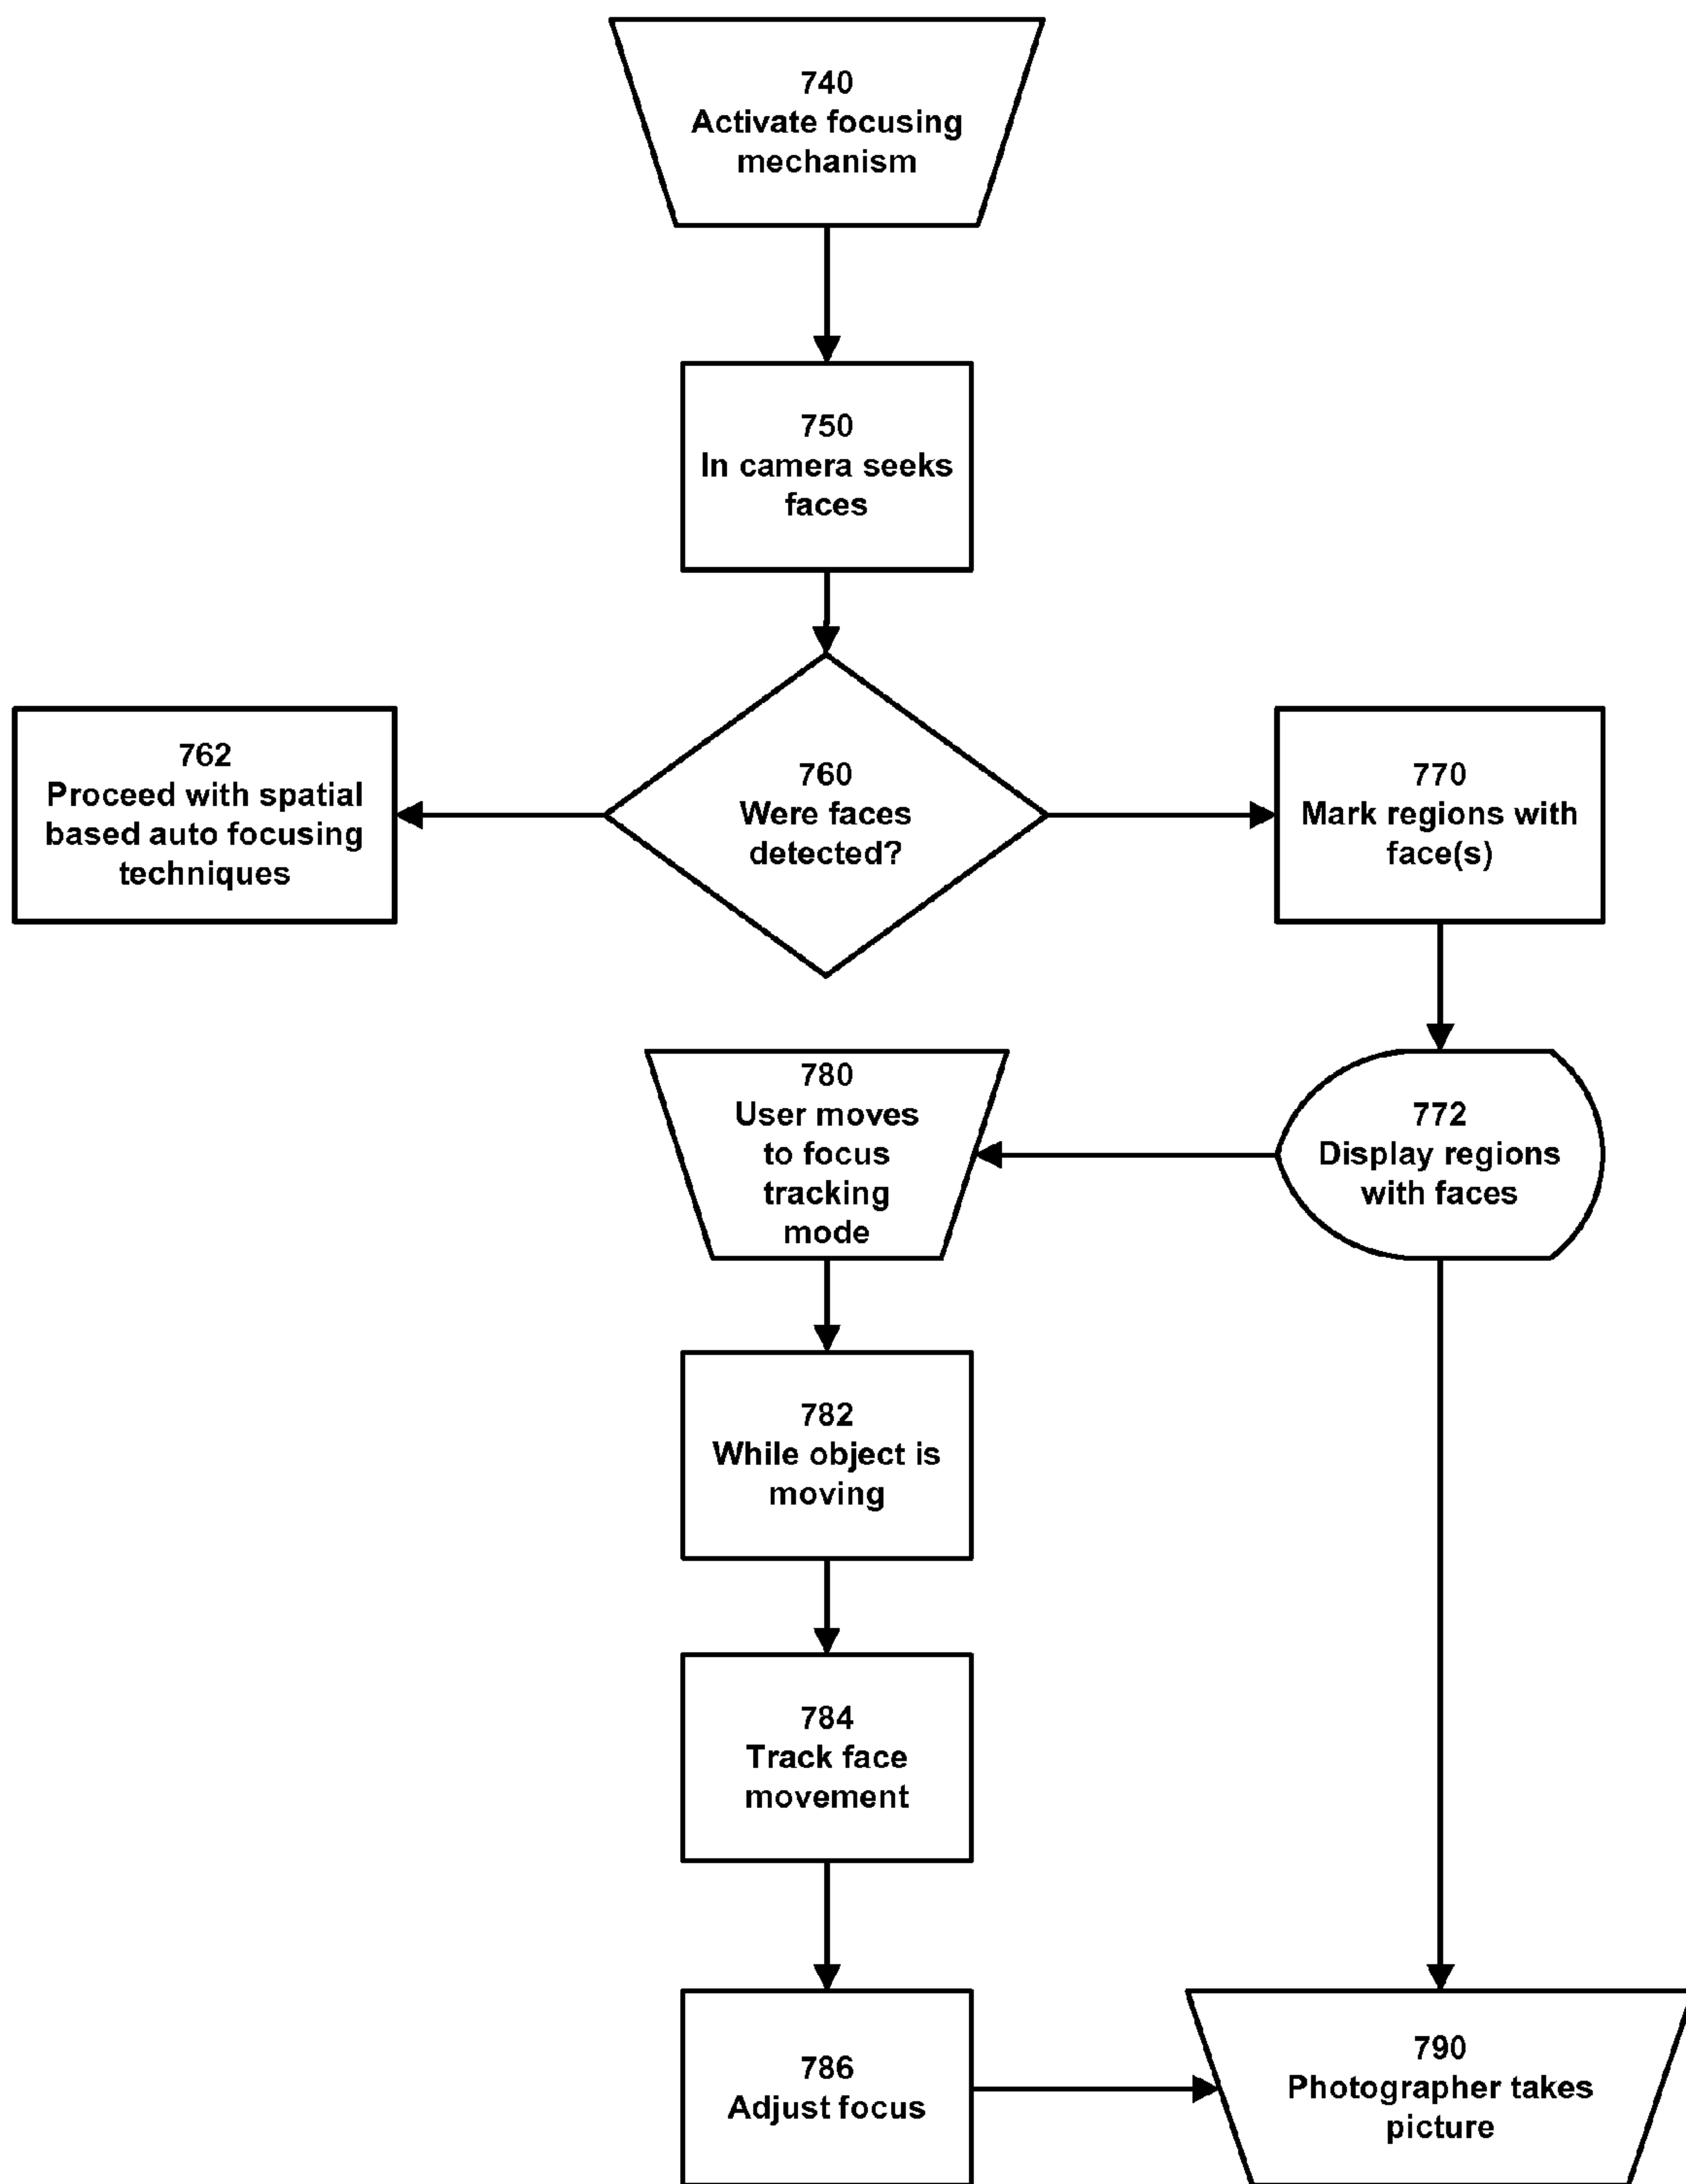 740
Activate focusing
mechanism
750
In camera seeks
faces
762
Proceed with spatial
based auto focusing
techniques
760
Were faces
detected?
770
Mark regions with
face(s)
780
User moves
to focus
tracking
mode
772
Display regions
with faces
782
While object is
moving
784
Track face
movement
786
Adjust focus
790
Photographer takes
picture